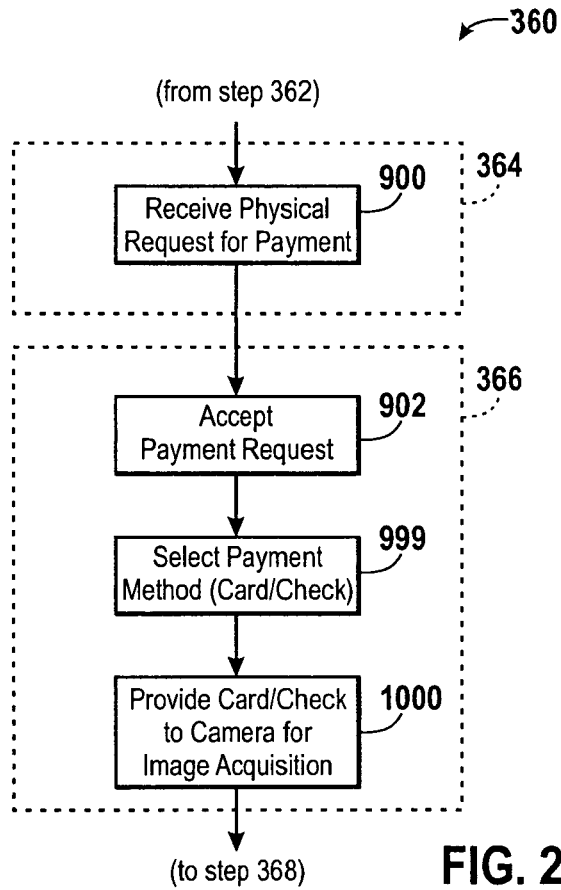 360
(from step 362)
364
900
Receive Physical
Request for Payment
366
902
Accept
Payment Request
999
Select Payment
Method (Card/Check)
1000
Provide Card/Check
to Camera for
Image Acquisition
(to step 368)
FIG. 2